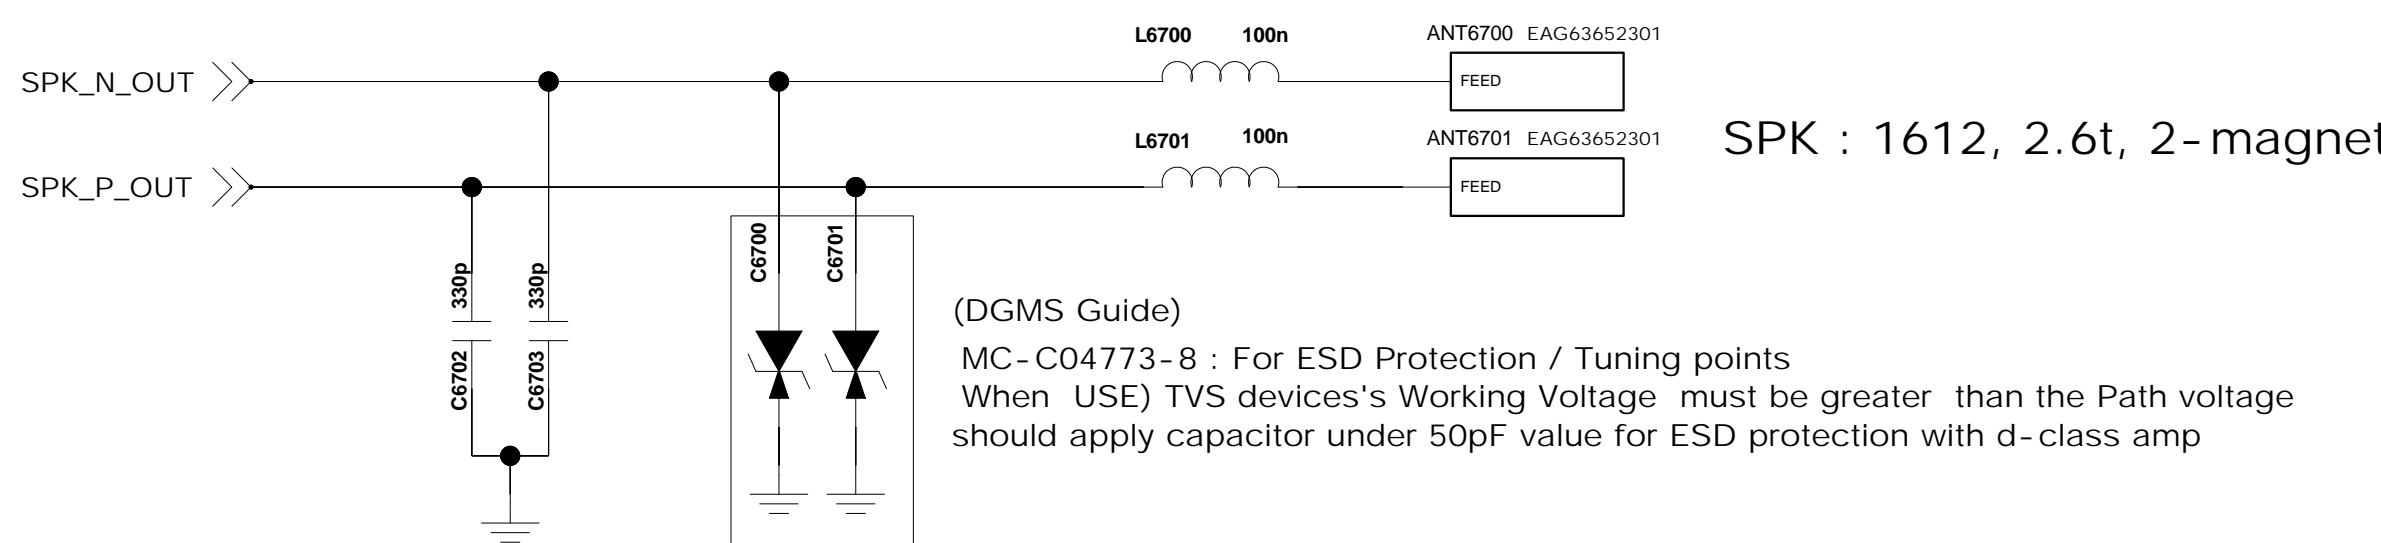 L6700 100n ANT6700 EAG63652301
SPK_N_OUT FEED
L6701 100n ANT6701 EAG63652301 SPK : 1612, 2.6t, 2-magnet
SPK_P_OUT FEED
C6700 C6701
330p 330p
C6702 C6703
(DGMS Guide)
MC-C04773-8 : For ESD Protection / Tuning points
When USE) TVS devices's Working Voltage must be greater than the Path voltage
should apply capacitor under 50pF value for ESD protection with d-class amp